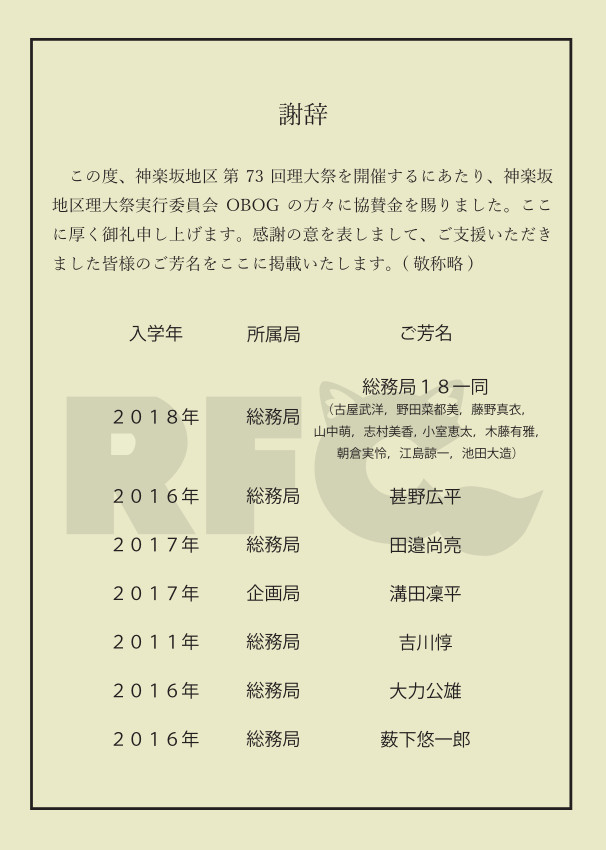 謝辞
この度、神楽坂地区 第 73 回理大祭を開催するにあたり、神楽坂
地区理大祭実行委員会 OBOG の方々に協賛金を賜りました。ここ
に厚く御礼申し上げます。感謝の意を表しまして、ご支援いただき
ました皆様のご芳名をここに掲載いたします。( 敬称略 )
入学年 所属局 ご芳名
２０１８年 総務局 総務局１８一同
（古屋武洋, 野田菜都美, 藤野真衣,
山中萌, 志村美香, 小室恵太, 木藤有雅,
朝倉実怜, 江島諒一, 池田大造）
２０１６年 総務局 甚野広平
２０１７年 総務局 田邉尚亮
２０１７年 企画局 溝田凜平
２０１１年 総務局 吉川惇
２０１６年 総務局 大力公雄
２０１６年 総務局 薮下悠一郎
RFC